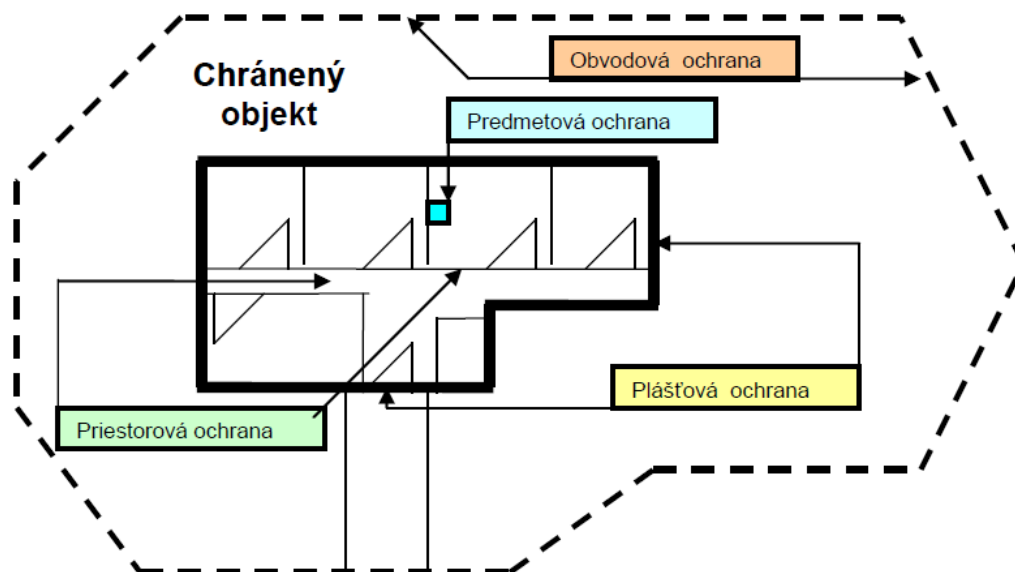 Obvodová ochrana
Chránený
objekt
Predmetová ochrana
Plášťová ochrana
Priestorová ochrana